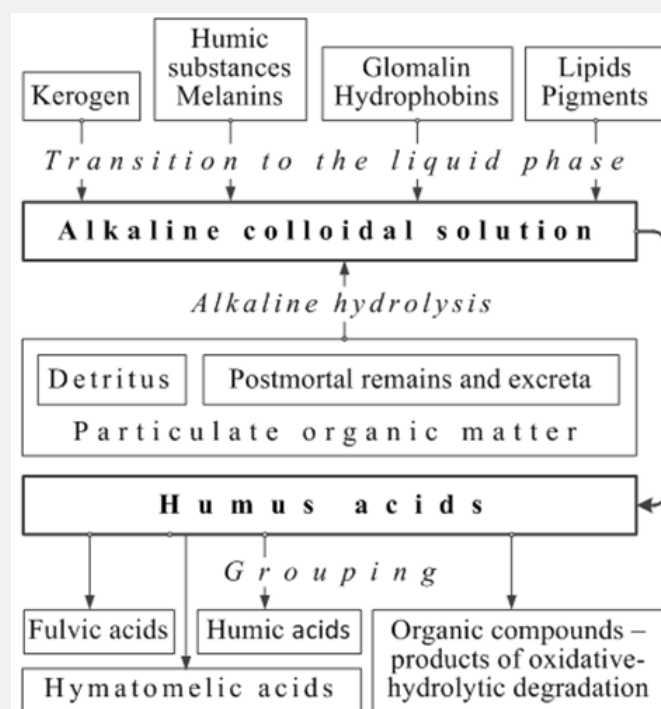 Kerogen
Humic
substances
Melanins
Glomalin
Hydrophobins
Lipids
Pigments
Transition to the liquid phase
Alkaline colloidal solution
Alkaline hydrolysis
Detritus
Postmortal remains and excreta
Particulate organic matter
Humus acids
Grouping
Fulvic acids
Humic acids
Hymatomelic acids
Organic compounds –
products of oxidative-
hydrolytic degradation